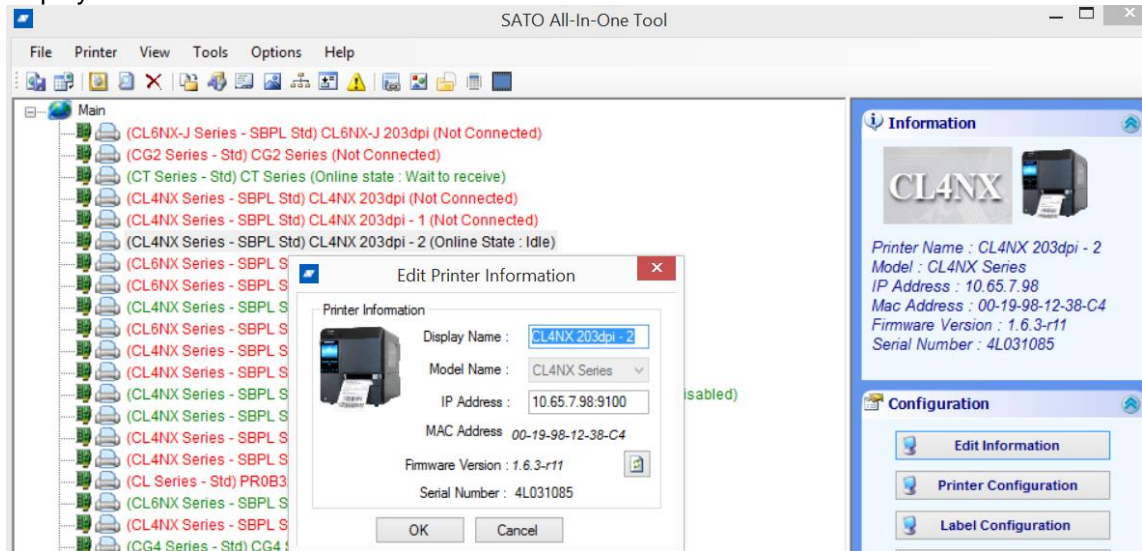 SATO All-In-One Tool
File Printer View Tools Options Help
Main
(CL6NX-J Series - SBPL Std) CL6NX-J 203dpi (Not Connected)
(CG2 Series - Std) CG2 Series (Not Connected)
(CT Series - Std) CT Series (Online state : Wait to receive)
(CL4NX Series - SBPL Std) CL4NX 203dpi (Not Connected)
(CL4NX Series - SBPL Std) CL4NX 203dpi - 1 (Not Connected)
(CL4NX Series - SBPL Std) CL4NX 203dpi - 2 (Online State : Idle)
(CL6NX Series - SBPL S
(CL6NX Series - SBPL S
(CL4NX Series - SBPL S
(CL6NX Series - SBPL S
(CL4NX Series - SBPL S
(CL4NX Series - SBPL S
(CL4NX Series - SBPL S
isabled)
(CL4NX Series - SBPL S
(CL4NX Series - SBPL S
(CL4NX Series - SBPL S
(CL Series - Std) PR0B3
(CL6NX Series - SBPL S
(CL4NX Series - SBPL S
(CG4 Series - Std) CG4
Edit Printer Information
Printer Information
Display Name : CL4NX 203dpi - 2
Model Name : CL4NX Series
IP Address : 10.65.7.98:9100
MAC Address 00-19-98-12-38-C4
Firmware Version : 1.6.3-r11
Serial Number : 4L031085
OK Cancel
Information
CL4NX
Printer Name : CL4NX 203dpi - 2
Model : CL4NX Series
IP Address : 10.65.7.98
Mac Address : 00-19-98-12-38-C4
Firmware Version : 1.6.3-r11
Serial Number : 4L031085
Configuration
Edit Information
Printer Configuration
Label Configuration